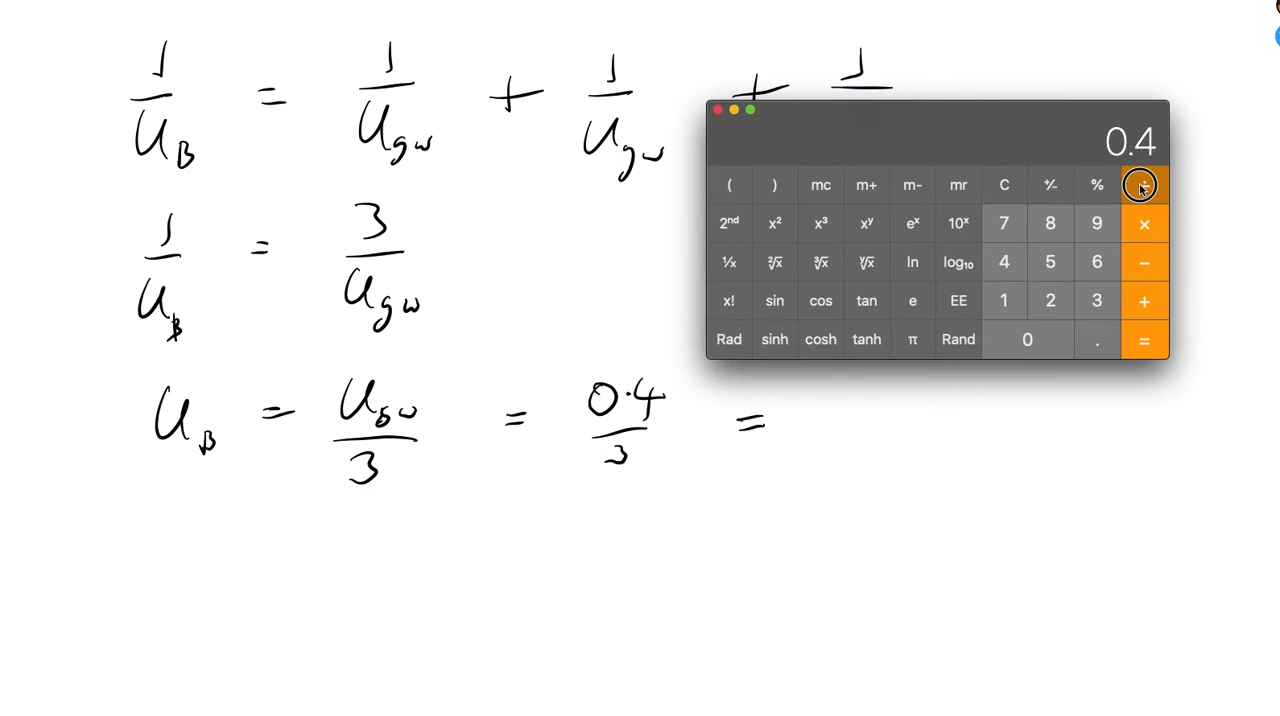 1/U_B = 1/U_gw + 1/U_gw + 1
1/U_B = 3/U_gw
U_B = U_gw/3 = 0.4/3 =
0.4
( ) mc m+ m- mr C +/- % ÷
2nd x² x³ xʸ eˣ 10ˣ 7 8 9 ×
1/x ²√x ³√x ʸ√x ln log₁₀ 4 5 6 −
x! sin cos tan e EE 1 2 3 +
Rad sinh cosh tanh π Rand 0 . =